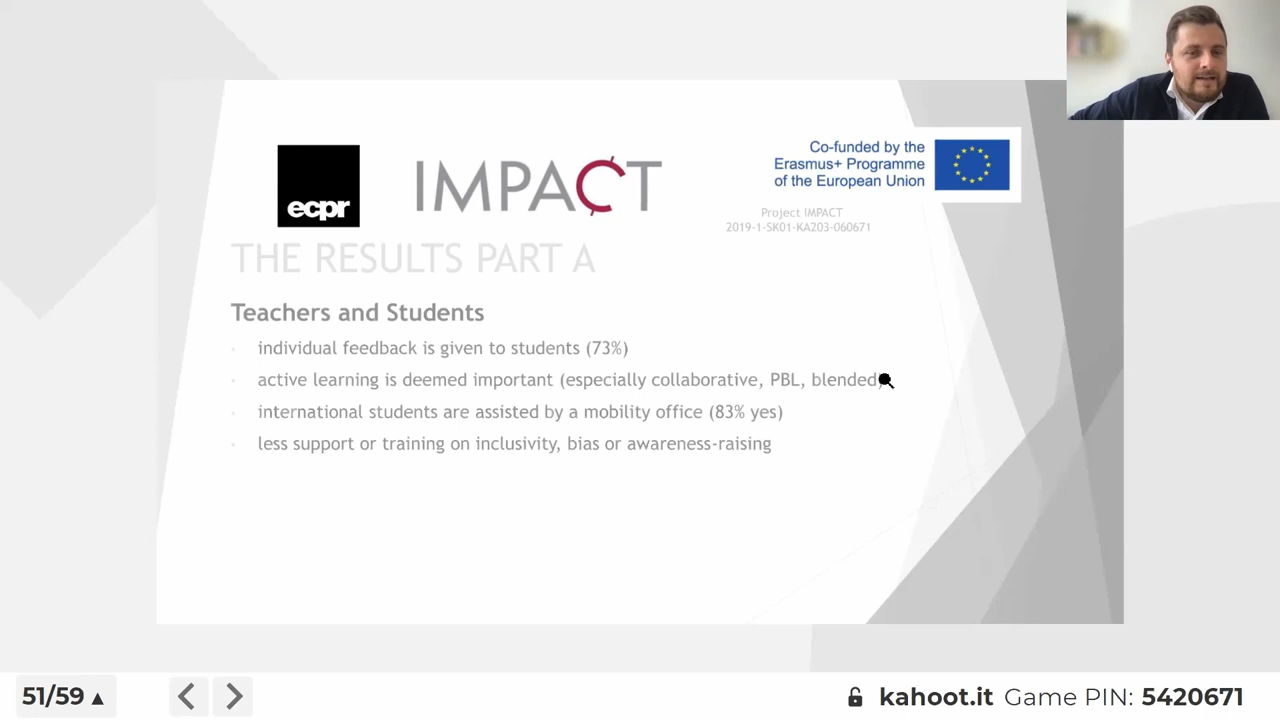 ecpr
IMPACT
Co-funded by the
Erasmus+ Programme
of the European Union
Project IMPACT
2019-1-SK01-KA203-060671
THE RESULTS PART A
Teachers and Students
· individual feedback is given to students (73%)
· active learning is deemed important (especially collaborative, PBL, blended)
· international students are assisted by a mobility office (83% yes)
· less support or training on inclusivity, bias or awareness-raising
51/59 ▲
kahoot.it Game PIN: 5420671